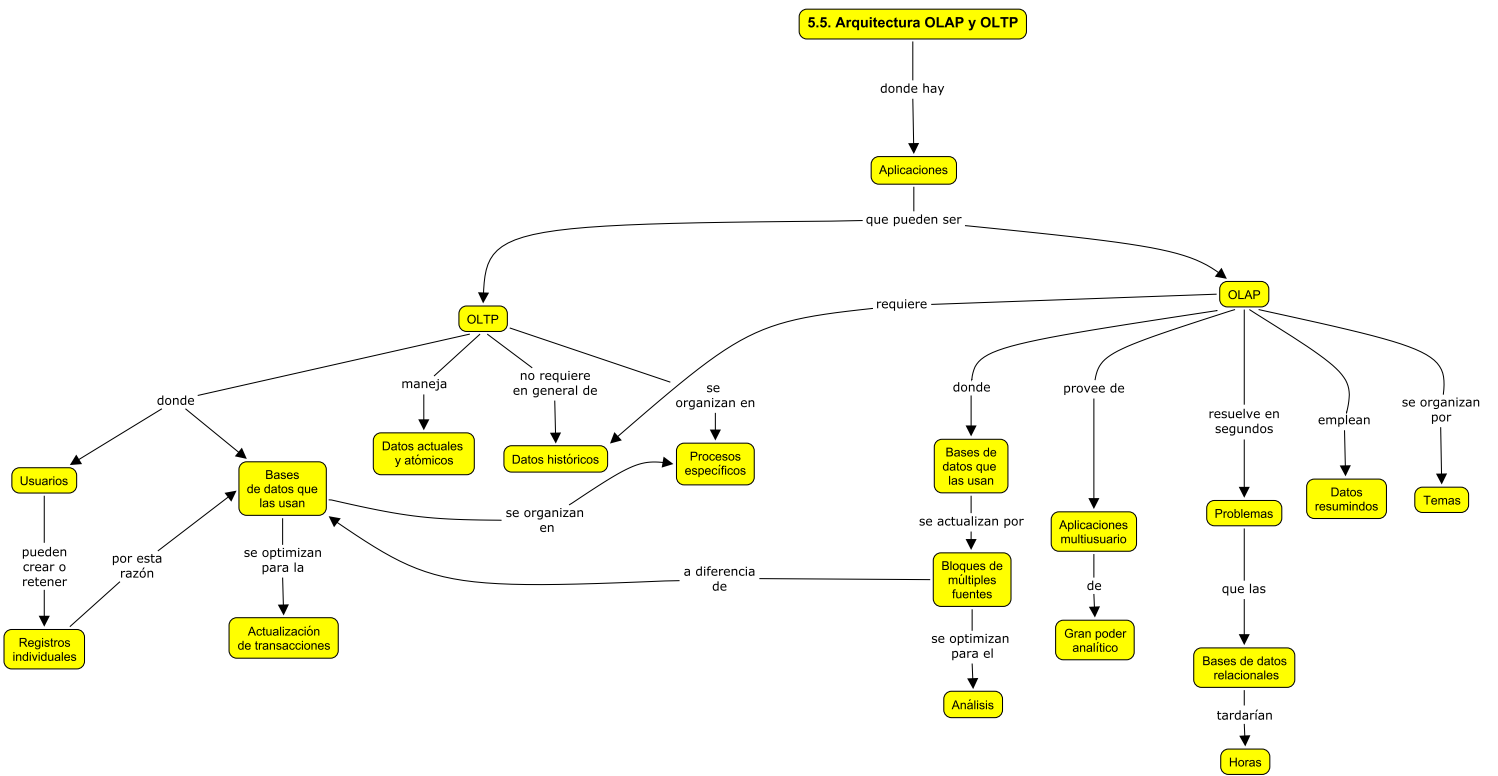 5.5. Arquitectura OLAP y OLTP
donde hay
Aplicaciones
que pueden ser
OLTP
OLAP
requiere
donde
maneja
no requiere
en general de
se
organizan en
donde
provee de
resuelve en
segundos
emplean
se organizan
por
Usuarios
Bases
de datos que
las usan
Datos actuales
y atómicos
Datos históricos
Procesos
específicos
Bases de
datos que
las usan
Aplicaciones
multiusuario
Problemas
Datos
resumindos
Temas
pueden
crear o
retener
por esta
razón
se optimizan
para la
se organizan
en
a diferencia
de
se actualizan por
Bloques de
múltiples
fuentes
de
que las
Registros
individuales
Actualización
de transacciones
se optimizan
para el
Gran poder
analítico
Bases de datos
relacionales
Análisis
tardarían
Horas